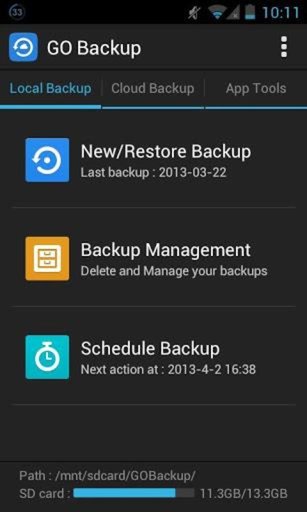 33
10:11
GO Backup
Local Backup
Cloud Backup
App Tools
New/Restore Backup
Last backup : 2013-03-22
Backup Management
Delete and Manage your backups
Schedule Backup
Next action at : 2013-4-2 16:38
Path : /mnt/sdcard/GOBackup/
SD card : 11.3GB/13.3GB